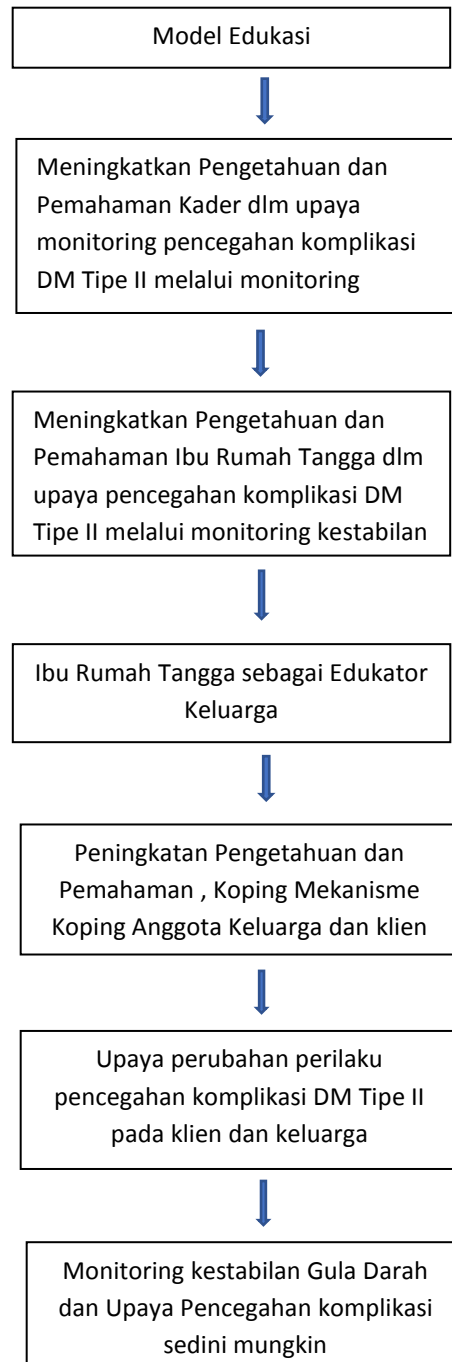 Model Edukasi
Meningkatkan Pengetahuan dan
Pemahaman Kader dlm upaya
monitoring pencegahan komplikasi
DM Tipe II melalui monitoring
Meningkatkan Pengetahuan dan
Pemahaman Ibu Rumah Tangga dlm
upaya pencegahan komplikasi DM
Tipe II melalui monitoring kestabilan
Ibu Rumah Tangga sebagai Edukator
Keluarga
Peningkatan Pengetahuan dan
Pemahaman , Koping Mekanisme
Koping Anggota Keluarga dan klien
Upaya perubahan perilaku
pencegahan komplikasi DM Tipe II
pada klien dan keluarga
Monitoring kestabilan Gula Darah
dan Upaya Pencegahan komplikasi
sedini mungkin